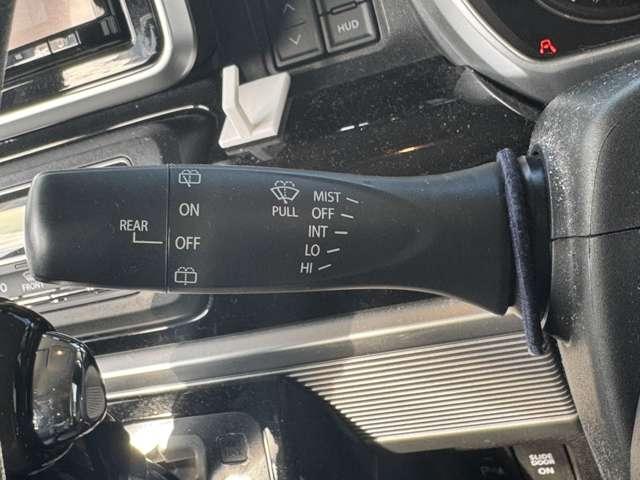 HUD
MIST
OFF
INT
LO
HI
PULL
REAR
ON
OFF
FRONT
SLIDE
DOOR
ON